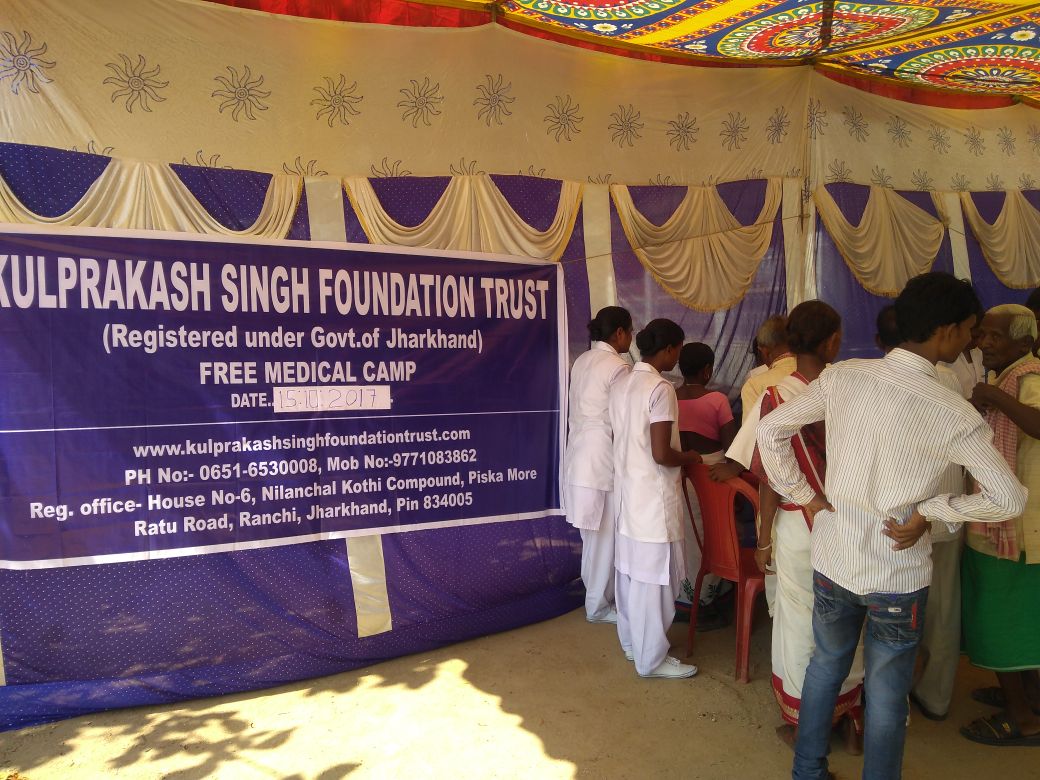 KULPRAKASH SINGH FOUNDATION TRUST
(Registered under Govt.of Jharkhand)
FREE MEDICAL CAMP
DATE..15.10.2017-
www.kulprakashsinghfoundationtrust.com
PH No:- 0651-6530008, Mob No:-9771083862
Reg. office- House No-6, Nilanchal Kothi Compound, Piska More
Ratu Road, Ranchi, Jharkhand, Pin 834005